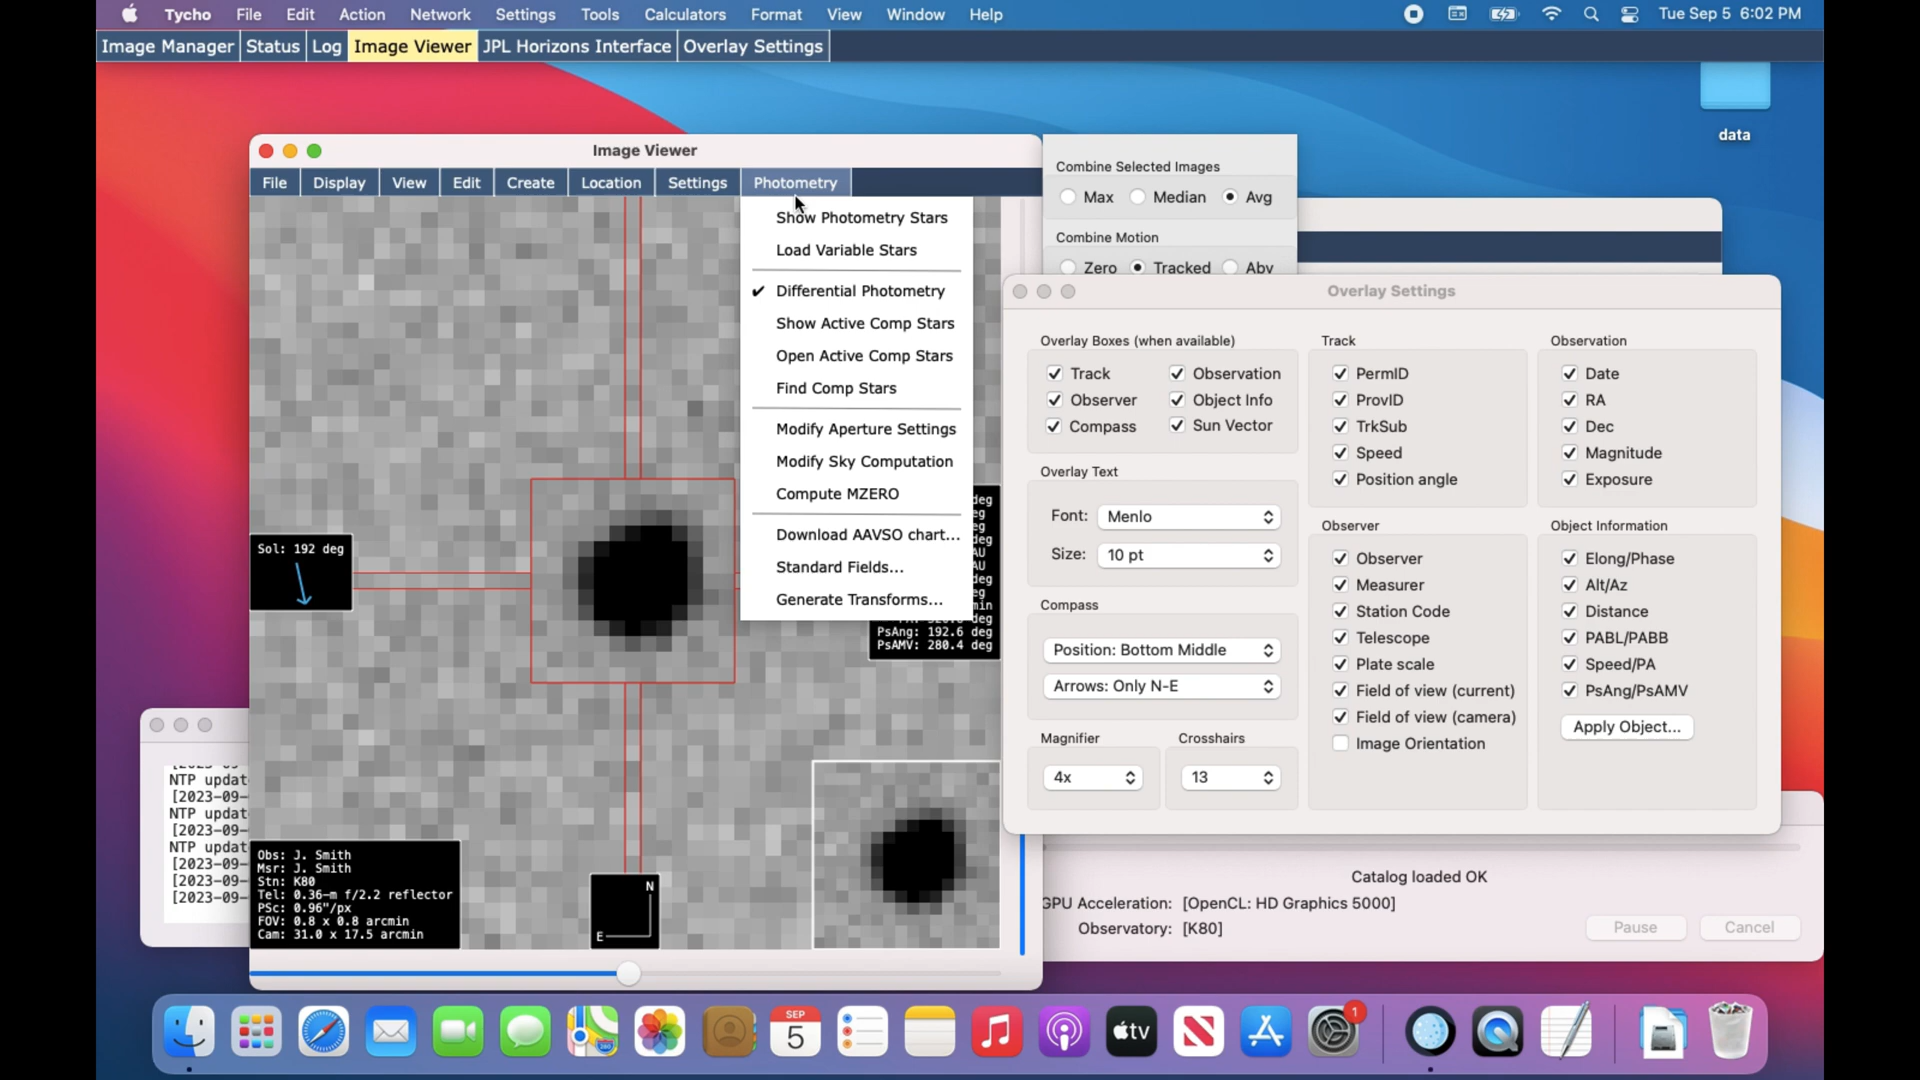 Tycho File Edit Action Network Settings Tools Calculators Format View Window Help
Tue Sep 5 6:02 PM
Image Manager Status Log Image Viewer JPL Horizons Interface Overlay Settings
data
Image Viewer
File Display View Edit Create Location Settings Photometry
Show Photometry Stars
Load Variable Stars
✓ Differential Photometry
Show Active Comp Stars
Open Active Comp Stars
Find Comp Stars
Modify Aperture Settings
Modify Sky Computation
Compute MZERO
Download AAVSO chart...
Standard Fields...
Generate Transforms...
Combine Selected Images
Max Median Avg
Combine Motion
Zero Tracked Abv
Sol: 192 deg
deg
deg
AU
AU
deg
min
deg
PsAng: 192.6 deg
PsAMV: 280.4 deg
Obs: J. Smith
Msr: J. Smith
Stn: K80
Tel: 0.36-m f/2.2 reflector
PSc: 0.96"/px
FOV: 0.8 x 0.8 arcmin
Cam: 31.0 x 17.5 arcmin
N
E
NTP updat
[2023-09-
NTP updat
[2023-09-
NTP updat
[2023-09-
[2023-09-
[2023-09-
Overlay Settings
Overlay Boxes (when available)
Track Observation
Observer Object Info
Compass Sun Vector
Overlay Text
Font: Menlo
Size: 10 pt
Compass
Position: Bottom Middle
Arrows: Only N-E
Magnifier Crosshairs
4x 13
Track
PermID
ProvID
TrkSub
Speed
Position angle
Observer
Observer
Measurer
Station Code
Telescope
Plate scale
Field of view (current)
Field of view (camera)
Image Orientation
Observation
Date
RA
Dec
Magnitude
Exposure
Object Information
Elong/Phase
Alt/Az
Distance
PABL/PABB
Speed/PA
PsAng/PsAMV
Apply Object...
Catalog loaded OK
GPU Acceleration: [OpenCL: HD Graphics 5000]
Observatory: [K80]
Pause Cancel
SEP
5
tv
1